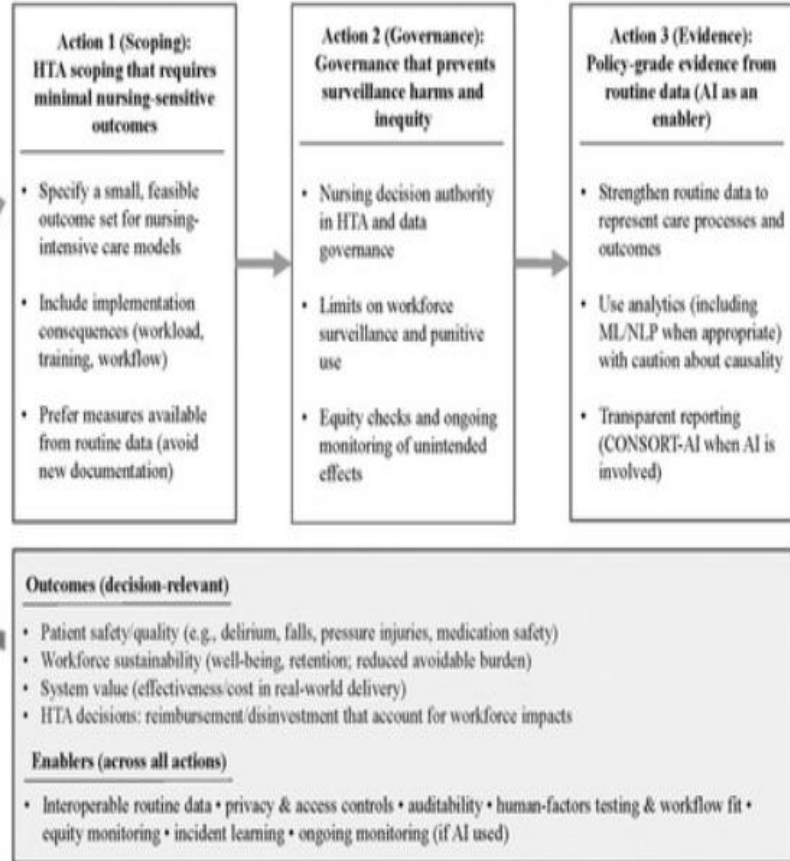 Action 1 (Scoping):
HTA scoping that requires
minimal nursing-sensitive
outcomes
• Specify a small, feasible
outcome set for nursing-
intensive care models
• Include implementation
consequences (workload,
training, workflow)
• Prefer measures available
from routine data (avoid
new documentation)
Action 2 (Governance):
Governance that prevents
surveillance harms and
inequity
• Nursing decision authority
in HTA and data
governance
• Limits on workforce
surveillance and punitive
use
• Equity checks and ongoing
monitoring of unintended
effects
Action 3 (Evidence):
Policy-grade evidence from
routine data (AI as an
enabler)
• Strengthen routine data to
represent care processes and
outcomes
• Use analytics (including
ML/NLP when appropriate)
with caution about causality
• Transparent reporting
(CONSORT-AI when AI is
involved)
Outcomes (decision-relevant)
• Patient safety/quality (e.g., delirium, falls, pressure injuries, medication safety)
• Workforce sustainability (well-being, retention; reduced avoidable burden)
• System value (effectiveness/cost in real-world delivery)
• HTA decisions: reimbursement/disinvestment that account for workforce impacts
Enablers (across all actions)
• Interoperable routine data • privacy & access controls • auditability • human-factors testing & workflow fit •
equity monitoring • incident learning • ongoing monitoring (if AI used)